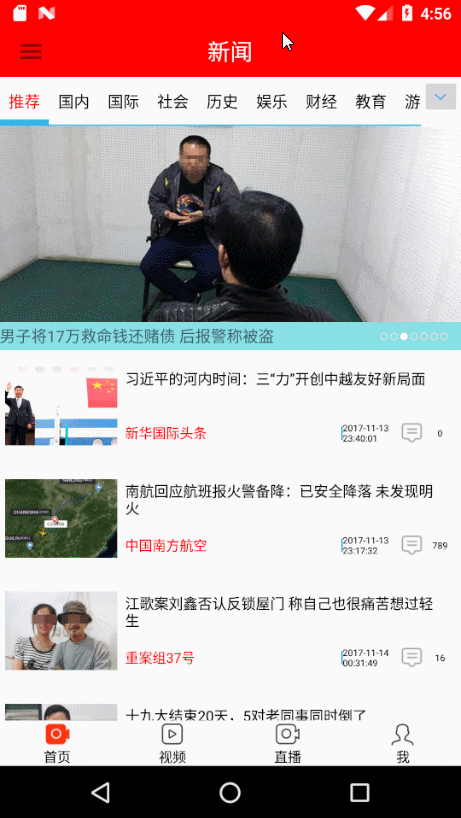 4:56
新闻
推荐 国内 国际 社会 历史 娱乐 财经 教育 游
男子将17万救命钱还赌债 后报警称被盗
习近平的河内时间：三“力”开创中越友好新局面
新华国际头条
2017-11-13
23:40:01
0
南航回应航班报火警备降：已安全降落 未发现明
火
中国南方航空
2017-11-13
23:17:32
789
江歌案刘鑫否认反锁屋门 称自己也很痛苦想过轻
生
重案组37号
2017-11-14
00:31:49
16
十九大结束20天，5对老同事同时倒了
首页 视频 直播 我